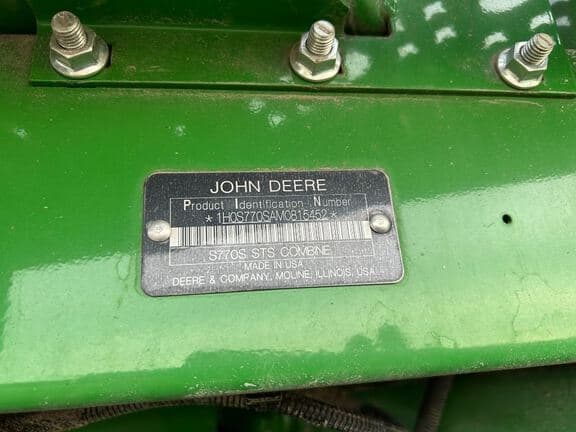 JOHN DEERE
Product Identification Number
*1H0S770SAM0815452*
S770S STS COMBINE
MADE IN USA
DEERE & COMPANY, MOLINE, ILLINOIS, USA